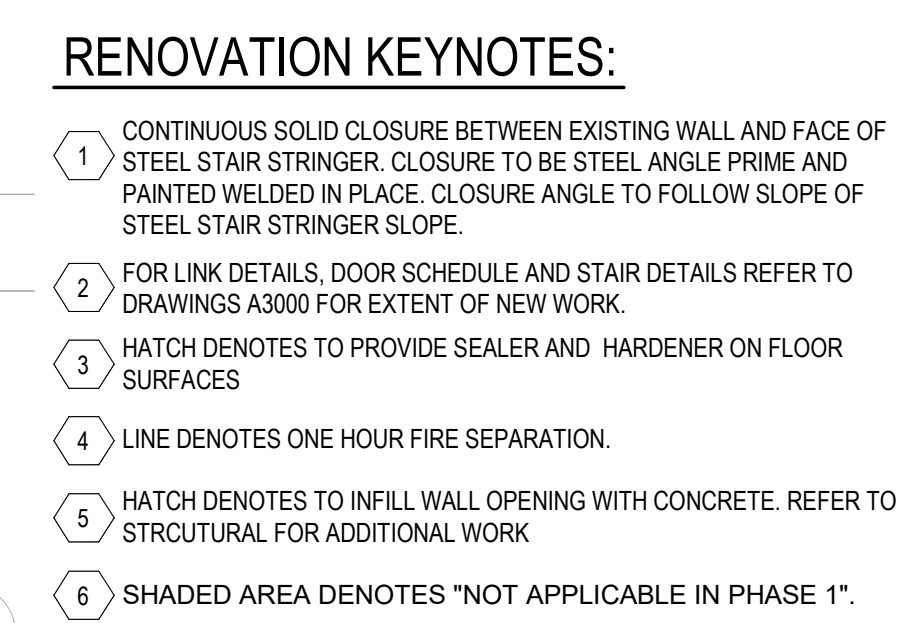 RENOVATION KEYNOTES:
1 CONTINUOUS SOLID CLOSURE BETWEEN EXISTING WALL AND FACE OF
STEEL STAIR STRINGER. CLOSURE TO BE STEEL ANGLE PRIME AND
PAINTED WELDED IN PLACE. CLOSURE ANGLE TO FOLLOW SLOPE OF
STEEL STAIR STRINGER SLOPE.
2 FOR LINK DETAILS, DOOR SCHEDULE AND STAIR DETAILS REFER TO
DRAWINGS A3000 FOR EXTENT OF NEW WORK.
3 HATCH DENOTES TO PROVIDE SEALER AND HARDENER ON FLOOR
SURFACES
4 LINE DENOTES ONE HOUR FIRE SEPARATION.
5 HATCH DENOTES TO INFILL WALL OPENING WITH CONCRETE. REFER TO
STRCUTURAL FOR ADDITIONAL WORK
6 SHADED AREA DENOTES "NOT APPLICABLE IN PHASE 1".